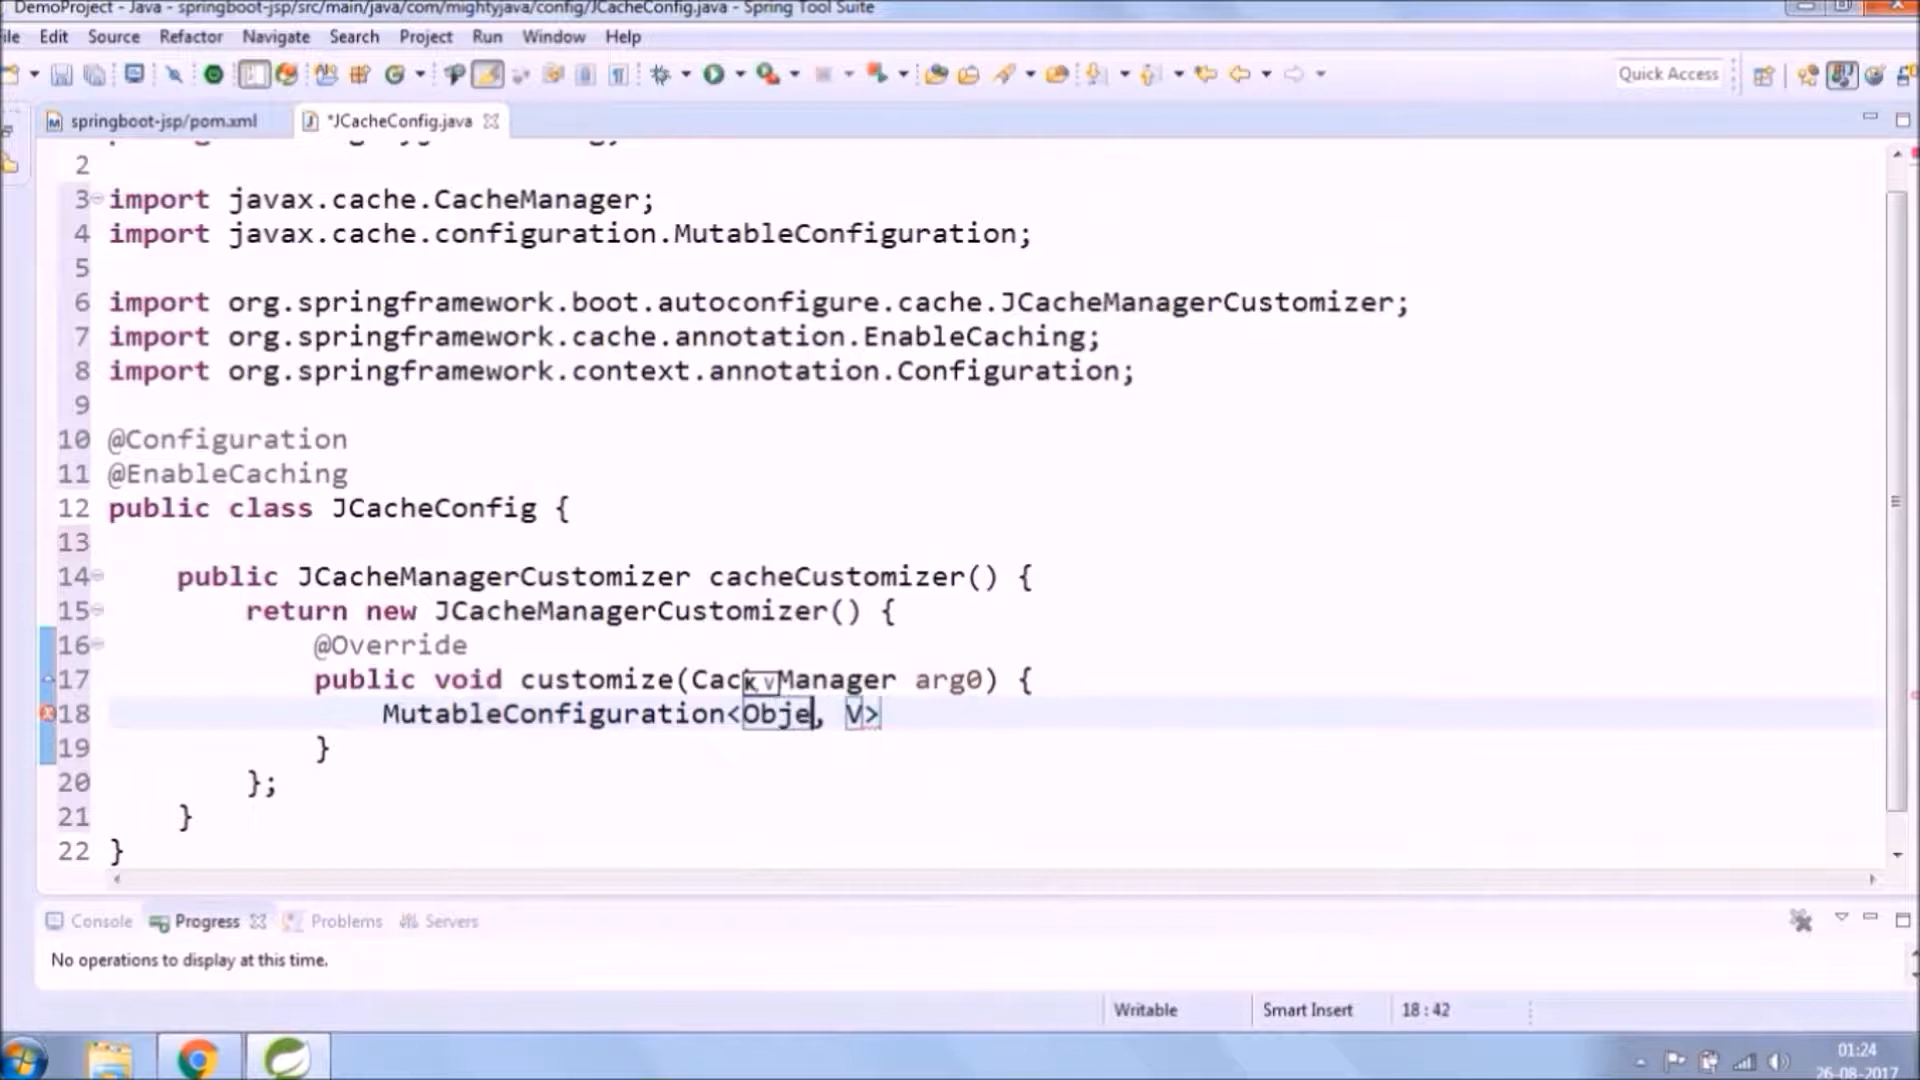 DemoProject - Java - springboot-jsp/src/main/java/com/mightyjava/config/JCacheConfig.java - Spring Tool Suite
ile Edit Source Refactor Navigate Search Project Run Window Help
Quick Access
springboot-jsp/pom.xml *JCacheConfig.java
2
3 import javax.cache.CacheManager;
4 import javax.cache.configuration.MutableConfiguration;
5
6 import org.springframework.boot.autoconfigure.cache.JCacheManagerCustomizer;
7 import org.springframework.cache.annotation.EnableCaching;
8 import org.springframework.context.annotation.Configuration;
9
10 @Configuration
11 @EnableCaching
12 public class JCacheConfig {
13
14 public JCacheManagerCustomizer cacheCustomizer() {
15 return new JCacheManagerCustomizer() {
16 @Override
17 public void customize(Cac K, V Manager arg0) {
18 MutableConfiguration<Obje, V>
19 }
20 };
21 }
22 }
Console Progress Problems Servers
No operations to display at this time.
Writable Smart Insert 18 : 42
01:24
26-08-2017